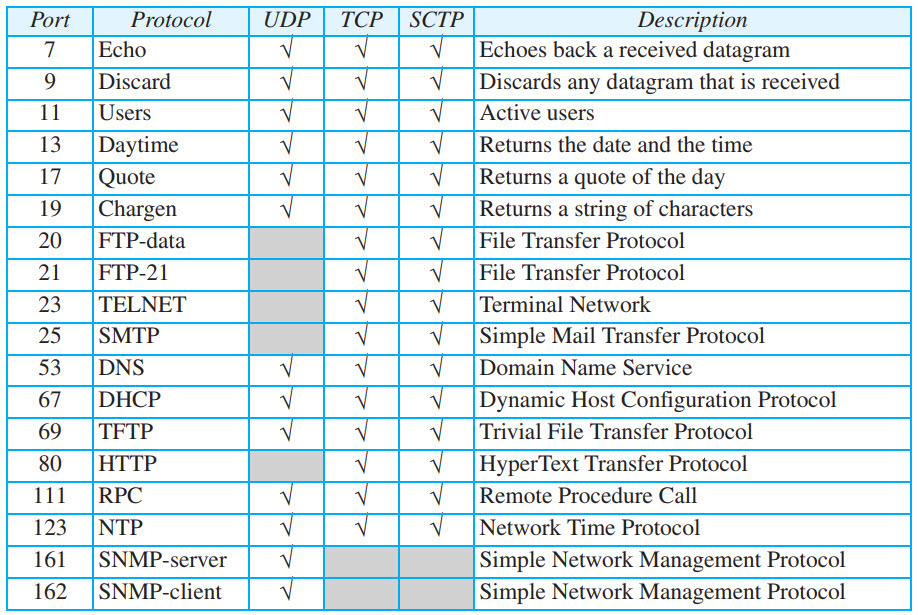 Port Protocol UDP TCP SCTP Description
7 Echo √ √ √ Echoes back a received datagram
9 Discard √ √ √ Discards any datagram that is received
11 Users √ √ √ Active users
13 Daytime √ √ √ Returns the date and the time
17 Quote √ √ √ Returns a quote of the day
19 Chargen √ √ √ Returns a string of characters
20 FTP-data √ √ File Transfer Protocol
21 FTP-21 √ √ File Transfer Protocol
23 TELNET √ √ Terminal Network
25 SMTP √ √ Simple Mail Transfer Protocol
53 DNS √ √ √ Domain Name Service
67 DHCP √ √ √ Dynamic Host Configuration Protocol
69 TFTP √ √ √ Trivial File Transfer Protocol
80 HTTP √ √ HyperText Transfer Protocol
111 RPC √ √ √ Remote Procedure Call
123 NTP √ √ √ Network Time Protocol
161 SNMP-server √ Simple Network Management Protocol
162 SNMP-client √ Simple Network Management Protocol